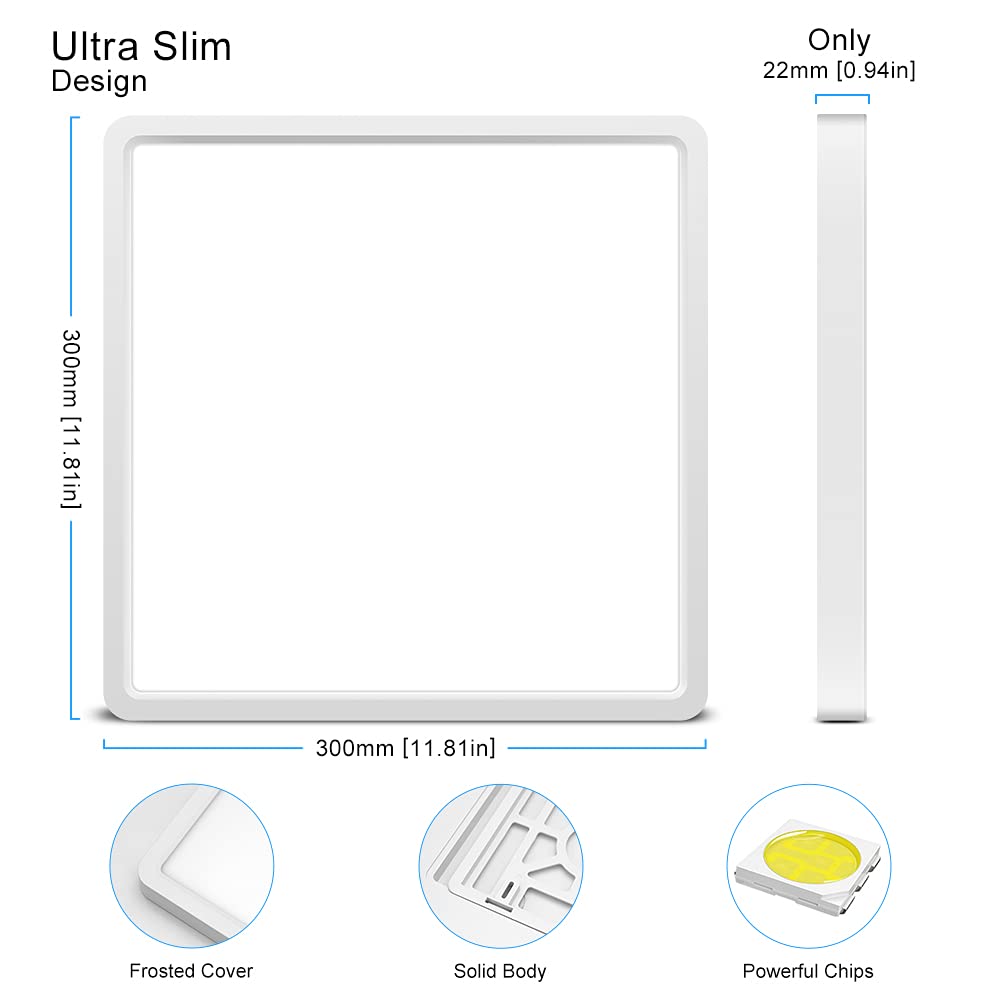 Ultra Slim
Design
Only
22mm [0.94in]
300mm [11.81in]
300mm [11.81in]
Frosted Cover
Solid Body
Powerful Chips